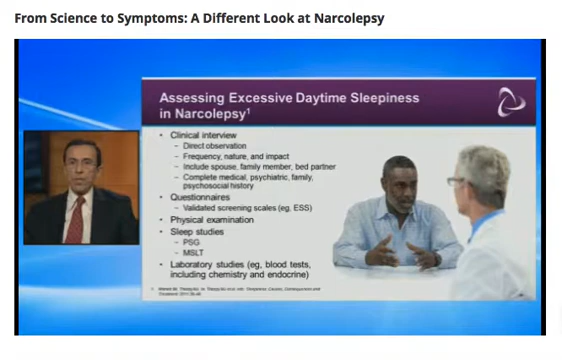 From Science to Symptoms: A Different Look at Narcolepsy
Assessing Excessive Daytime Sleepiness
in Narcolepsy¹
• Clinical interview
– Direct observation
– Frequency, nature, and impact
– Include spouse, family member, bed partner
– Complete medical, psychiatric, family,
psychosocial history
• Questionnaires
– Validated screening scales (eg, ESS)
• Physical examination
• Sleep studies
– PSG
– MSLT
• Laboratory studies (eg, blood tests,
including chemistry and endocrine)